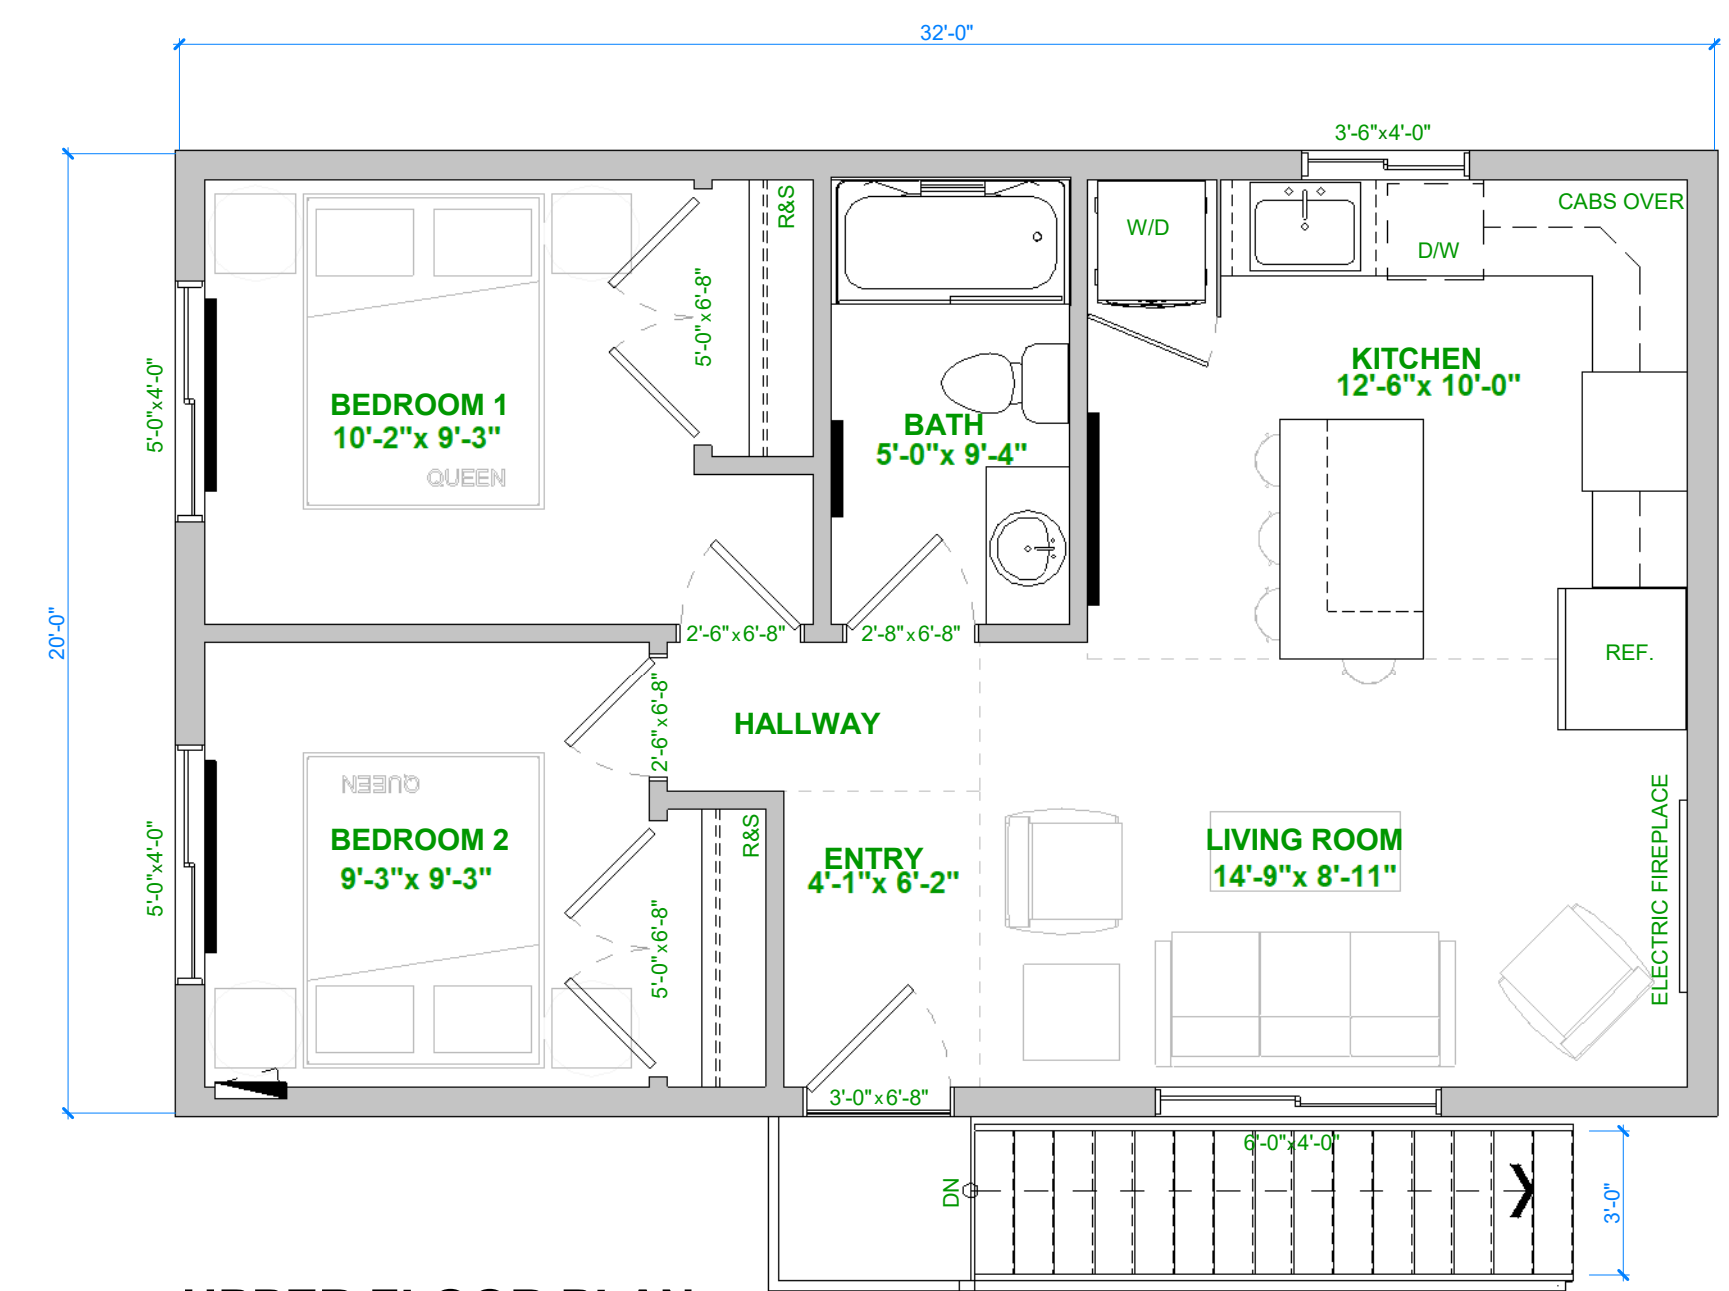 32'-0"
3'-6"x4'-0"
R&S
CABS OVER
W/D
D/W
5'-0"x6'-8"
KITCHEN
12'-6"x 10'-0"
5'-0"x4'-0"
BEDROOM 1
10'-2"x 9'-3"
BATH
5'-0"x 9'-4"
QUEEN
20'-0"
2'-6"x6'-8"
2'-8"x6'-8"
REF.
2'-6"x6'-8"
HALLWAY
QUEEN
5'-0"x4'-0"
BEDROOM 2
9'-3"x 9'-3"
R&S
ENTRY
4'-1"x 6'-2"
LIVING ROOM
14'-9"x 8'-11"
ELECTRIC FIREPLACE
5'-0"x6'-8"
3'-0"x6'-8"
6'-0"x4'-0"
DN
3'-0"
UPPER FLOOR PLAN